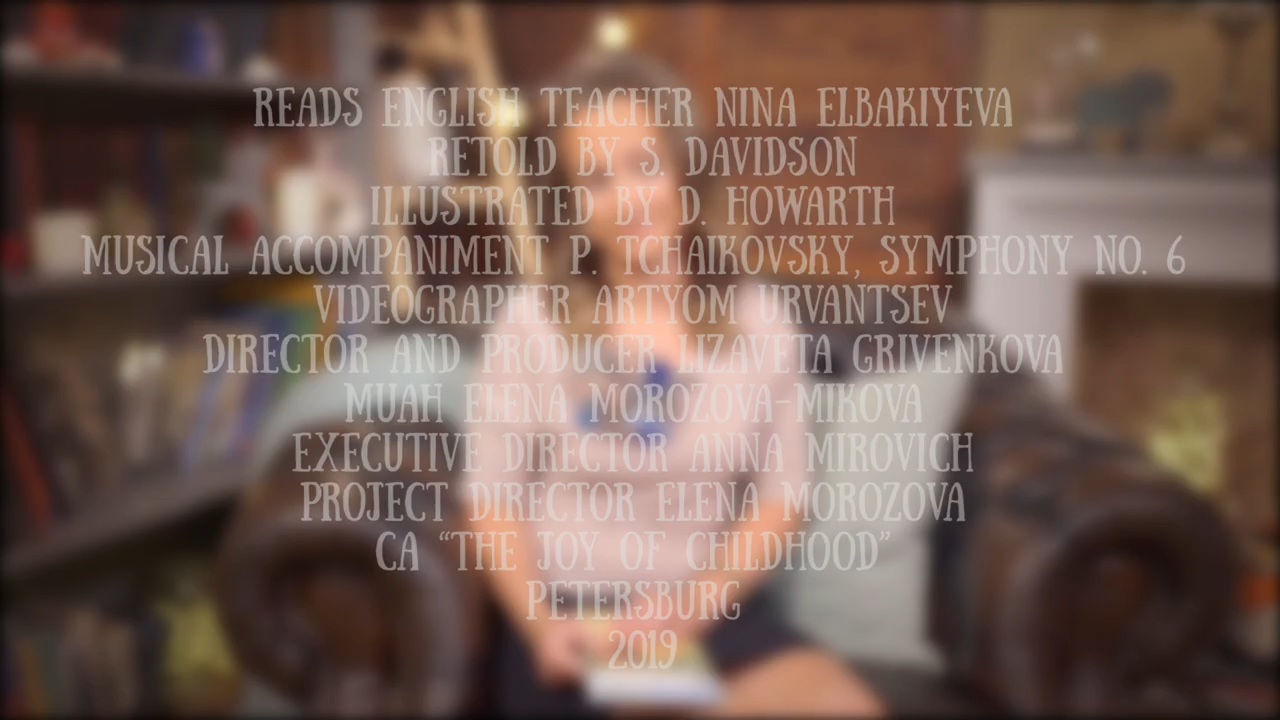 READS ENGLISH TEACHER NINA ELBAKIYEVA
RETOLD BY S. DAVIDSON
ILLUSTRATED BY D. HOWARTH
MUSICAL ACCOMPANIMENT P. TCHAIKOVSKY, SYMPHONY NO. 6
VIDEOGRAPHER ARTYOM URVANTSEV
DIRECTOR AND PRODUCER LIZAVETA GRIVENKOVA
MUAH ELENA MOROZOVA-MIKOVA
EXECUTIVE DIRECTOR ANNA MIROVICH
PROJECT DIRECTOR ELENA MOROZOVA
CA “THE JOY OF CHILDHOOD”
PETERSBURG
2019